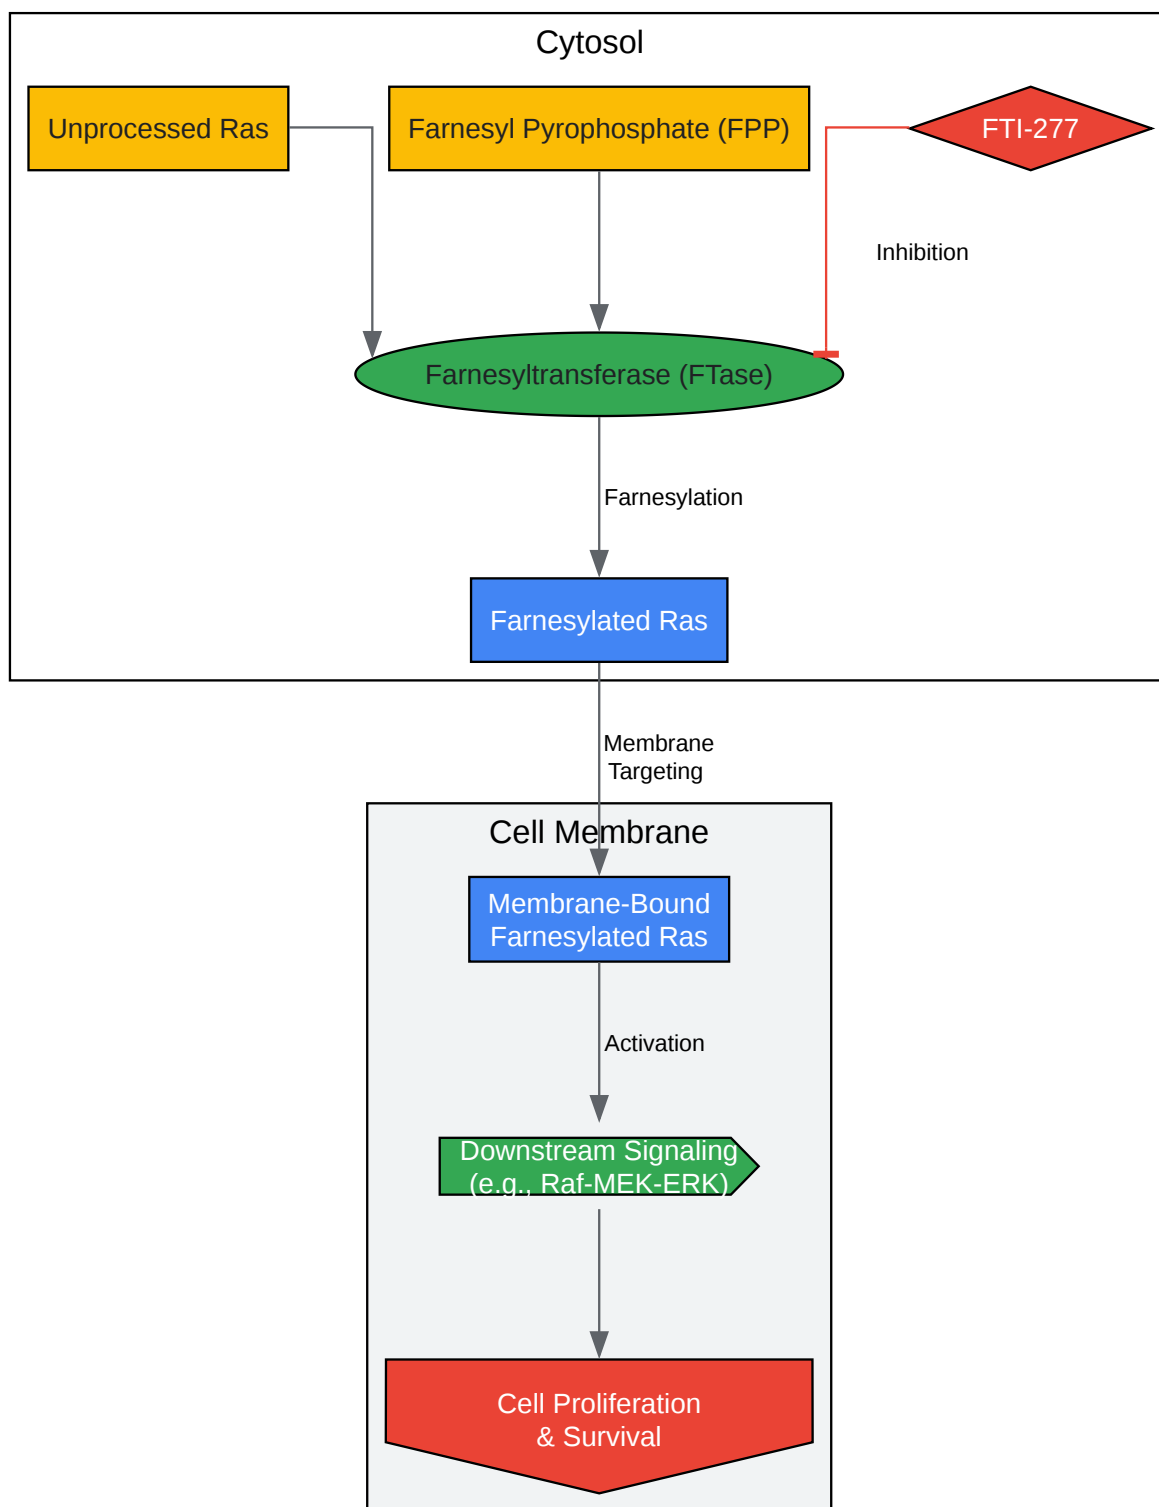 Cytosol
Unprocessed Ras
Farnesyl Pyrophosphate (FPP)
FTI-277
Inhibition
Farnesyltransferase (FTase)
Farnesylation
Farnesylated Ras
Membrane
Targeting
Cell Membrane
Membrane-Bound
Farnesylated Ras
Activation
Downstream Signaling
(e.g., Raf-MEK-ERK)
Cell Proliferation
& Survival